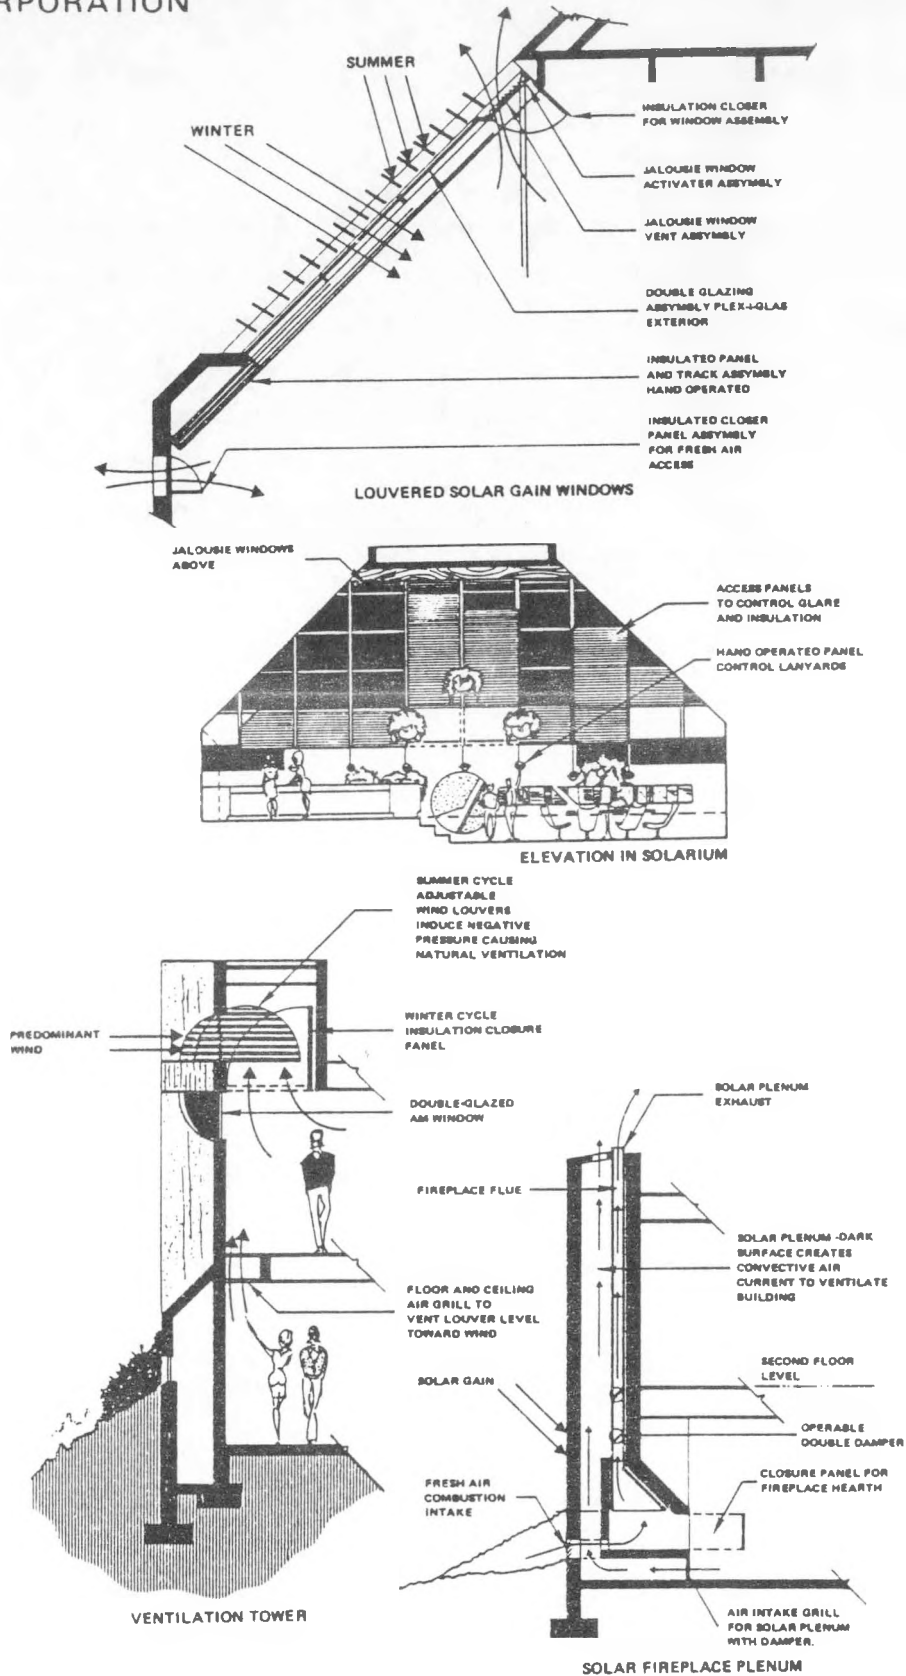 RPORATION
SUMMER
WINTER
INSULATION CLOSER
FOR WINDOW ASSEMBLY
JALOUSIE WINDOW
ACTIVATER ASSYMBLY
JALOUSIE WINDOW
VENT ASSYMBLY
DOUBLE GLAZING
ASSYMBLY PLEX-I-GLAS
EXTERIOR
INSULATED PANEL
AND TRACK ASSYMBLY
HAND OPERATED
INSULATED CLOSER
PANEL ASSYMBLY
FOR FRESH AIR
ACCESS
LOUVERED SOLAR GAIN WINDOWS
JALOUSIE WINDOWS
ABOVE
ACCESS PANELS
TO CONTROL GLARE
AND INSULATION
HAND OPERATED PANEL
CONTROL LANYARDS
ELEVATION IN SOLARIUM
SUMMER CYCLE
ADJUSTABLE
WIND LOUVERS
INDUCE NEGATIVE
PRESSURE CAUSING
NATURAL VENTILATION
PREDOMINANT
WIND
WINTER CYCLE
INSULATION CLOSURE
PANEL
DOUBLE-GLAZED
AM WINDOW
FLOOR AND CEILING
AIR GRILL TO
VENT LOUVER LEVEL
TOWARD WIND
VENTILATION TOWER
SOLAR PLENUM
EXHAUST
FIREPLACE FLUE
SOLAR PLENUM -DARK
SURFACE CREATES
CONVECTIVE AIR
CURRENT TO VENTILATE
BUILDING
SOLAR GAIN
SECOND FLOOR
LEVEL
OPERABLE
DOUBLE DAMPER
FRESH AIR
COMBUSTION
INTAKE
CLOSURE PANEL FOR
FIREPLACE HEARTH
AIR INTAKE GRILL
FOR SOLAR PLENUM
WITH DAMPER.
SOLAR FIREPLACE PLENUM